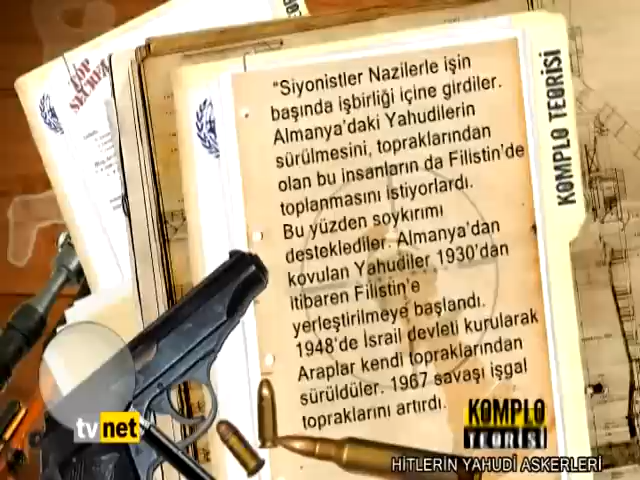 TOP
SECRET
"Siyonistler Nazilerle işin
başında işbirliği içine girdiler.
Almanya'daki Yahudilerin
sürülmesini, topraklarından
olan bu insanların da Filistin'de
toplanmasını istiyorlardı.
Bu yüzden soykırımı
desteklediler. Almanya'dan
kovulan Yahudiler 1930'dan
itibaren Filistin'e
yerleştirilmeye başlandı.
1948'de İsrail devleti kurularak
Araplar kendi topraklarından
sürüldüler. 1967 savaşı işgal
topraklarını artırdı.
KOMPLO TEORİSİ
tvnet
KOMPLO
TEORİSİ
HİTLERİN YAHUDİ ASKERLERİ